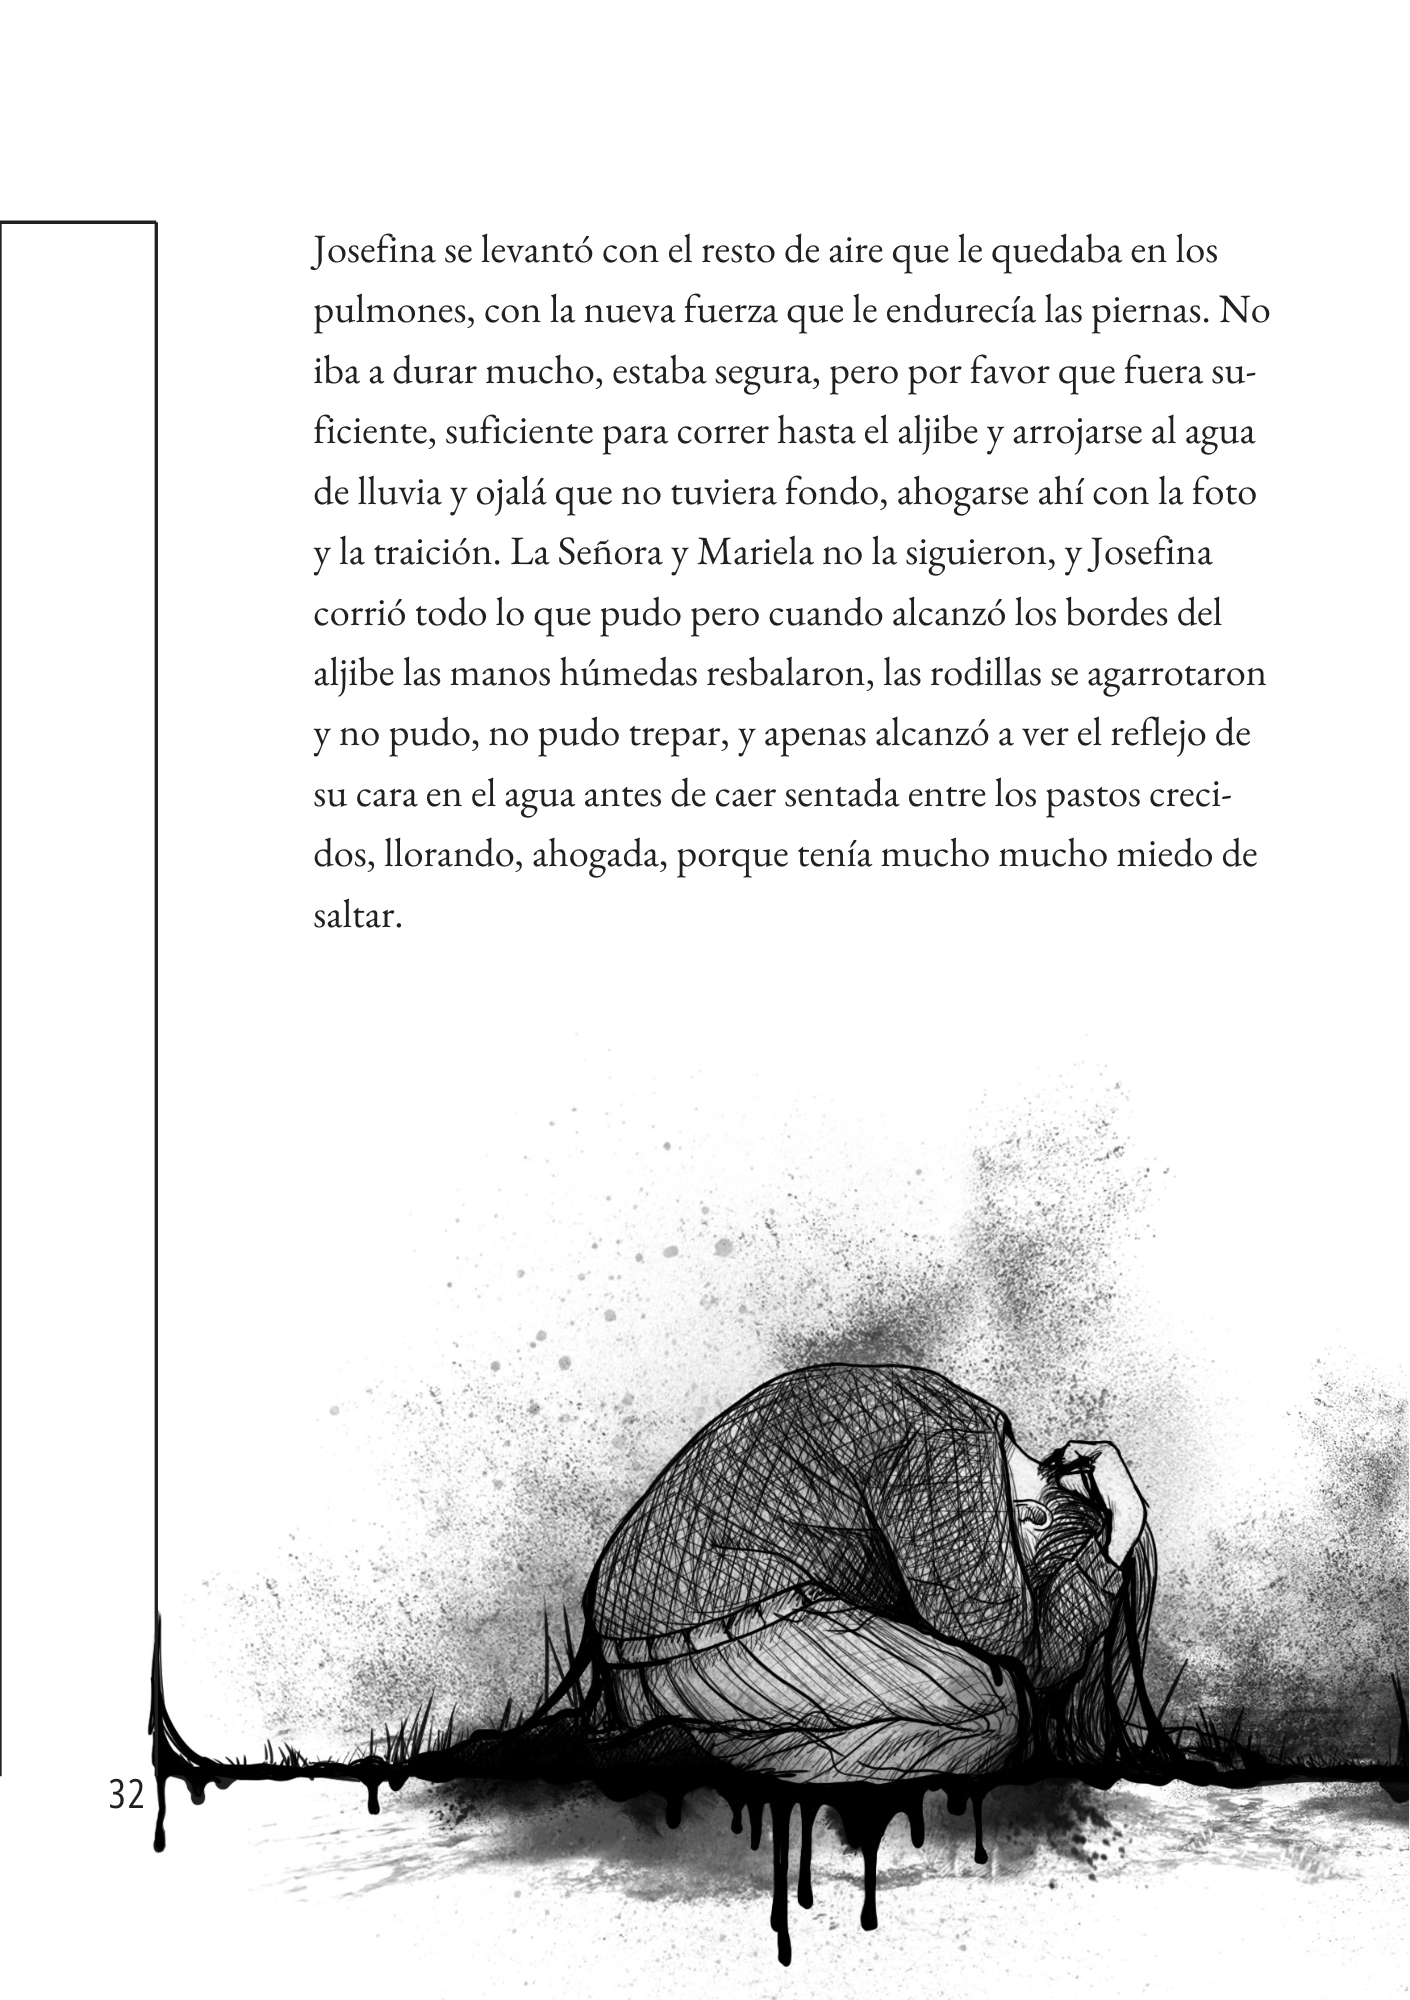 Josefina se levantó con el resto de aire que le quedaba en los
pulmones, con la nueva fuerza que le endurecía las piernas. No
iba a durar mucho, estaba segura, pero por favor que fuera su-
ficiente, suficiente para correr hasta el aljibe y arrojarse al agua
de lluvia y ojalá que no tuviera fondo, ahogarse ahí con la foto
y la traición. La Señora y Mariela no la siguieron, y Josefina
corrió todo lo que pudo pero cuando alcanzó los bordes del
aljibe las manos húmedas resbalaron, las rodillas se agarrotaron
y no pudo, no pudo trepar, y apenas alcanzó a ver el reflejo de
su cara en el agua antes de caer sentada entre los pastos creci-
dos, llorando, ahogada, porque tenía mucho mucho miedo de
saltar.
32